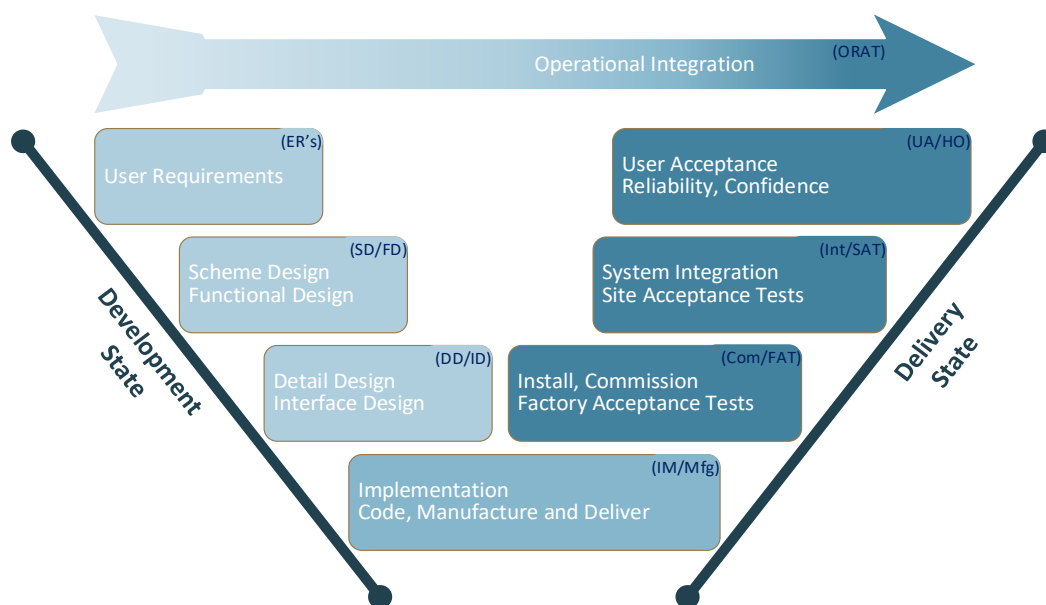 (ORAT)
Operational Integration
(ER's)
User Requirements
(UA/HO)
User Acceptance
Reliability, Confidence
(SD/FD)
Scheme Design
Functional Design
(Int/SAT)
System Integration
Site Acceptance Tests
Development
State
Delivery
State
(DD/ID)
Detail Design
Interface Design
(Com/FAT)
Install, Commission
Factory Acceptance Tests
(IM/Mfg)
Implementation
Code, Manufacture and Deliver